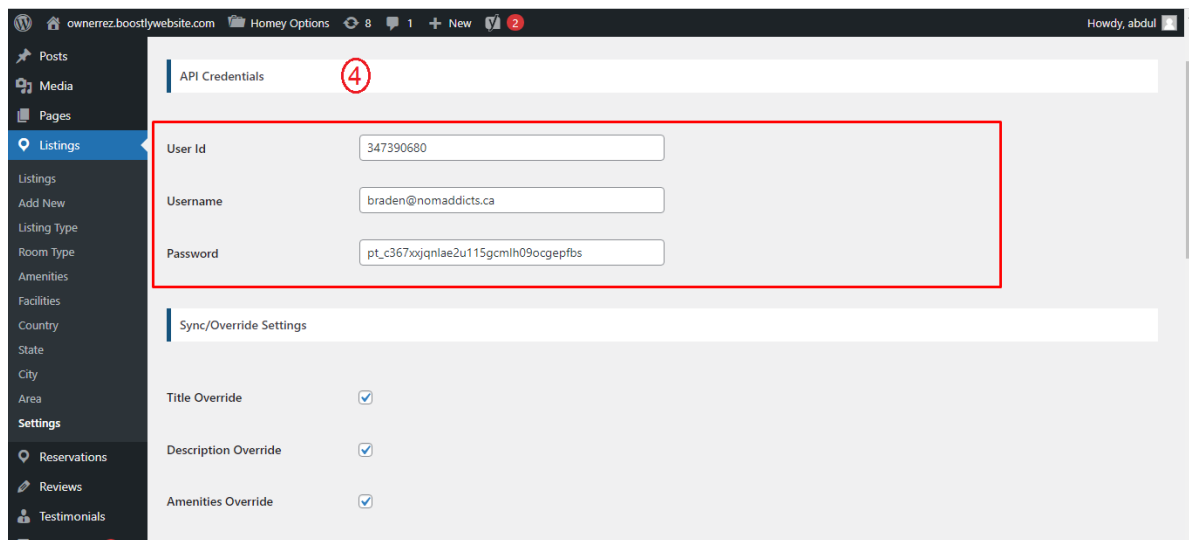 ownerrez.boostlywebsite.com Homey Options 8 1 New 2 Howdy, abdul
Posts
Media
Pages
Listings
Listings
Add New
Listing Type
Room Type
Amenities
Facilities
Country
State
City
Area
Settings
Reservations
Reviews
Testimonials
API Credentials 4
User Id 347390680
Username braden@nomaddicts.ca
Password pt_c367xxjqnlae2u115gcmlh09ocgepfbs
Sync/Override Settings
Title Override
Description Override
Amenities Override